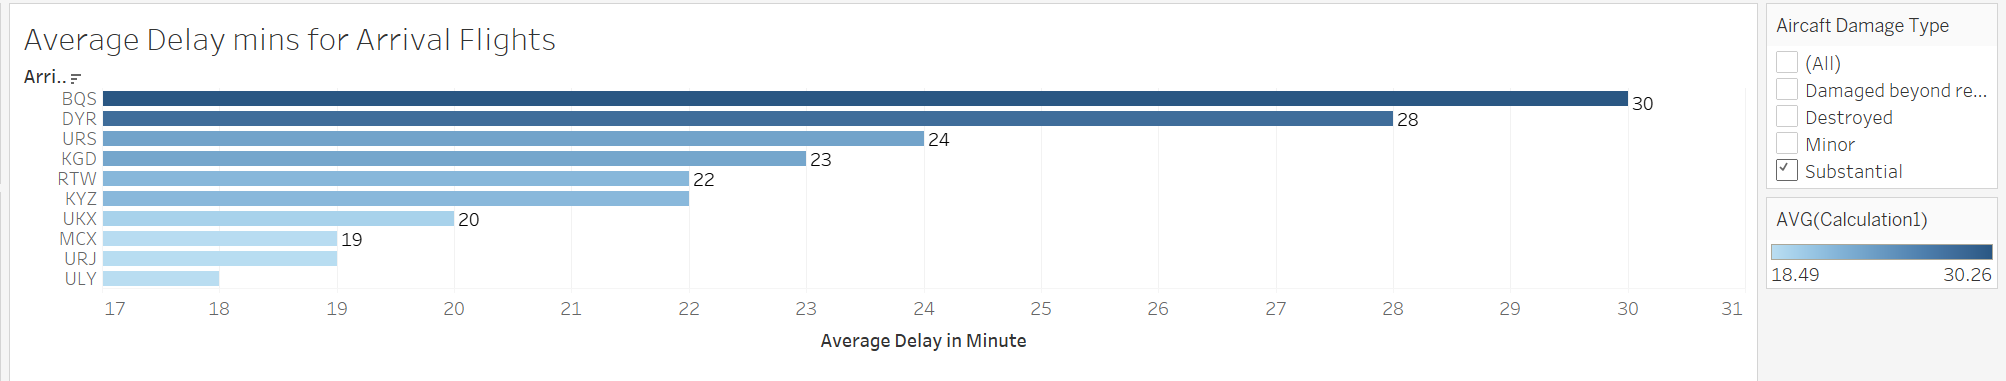 Average Delay mins for Arrival Flights
Arri..
BQS 30
DYR 28
URS 24
KGD 23
RTW 22
KYZ
UKX 20
MCX 19
URJ
ULY
17 18 19 20 21 22 23 24 25 26 27 28 29 30 31
Average Delay in Minute
Aircaft Damage Type
(All)
Damaged beyond re...
Destroyed
Minor
Substantial
AVG(Calculation1)
18.49 30.26